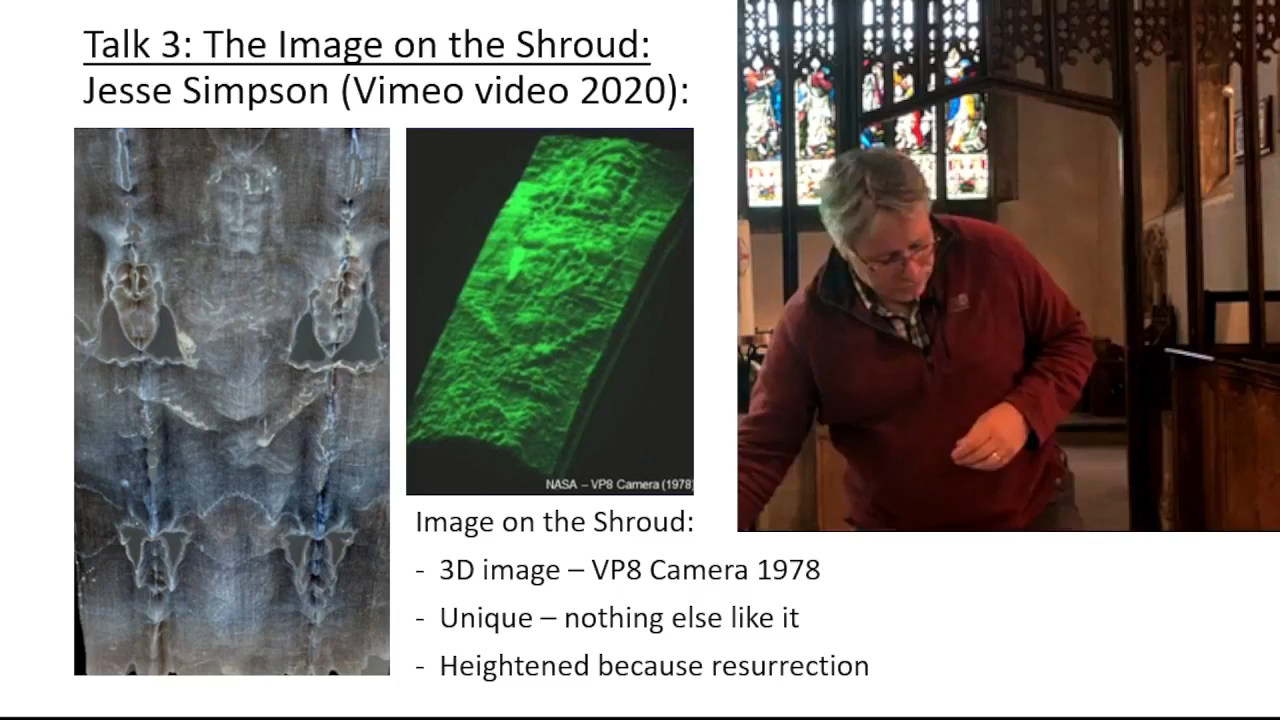 Talk 3: The Image on the Shroud:
Jesse Simpson (Vimeo video 2020):
NASA – VP8 Camera (1978)
Image on the Shroud:
- 3D image – VP8 Camera 1978
- Unique – nothing else like it
- Heightened because resurrection